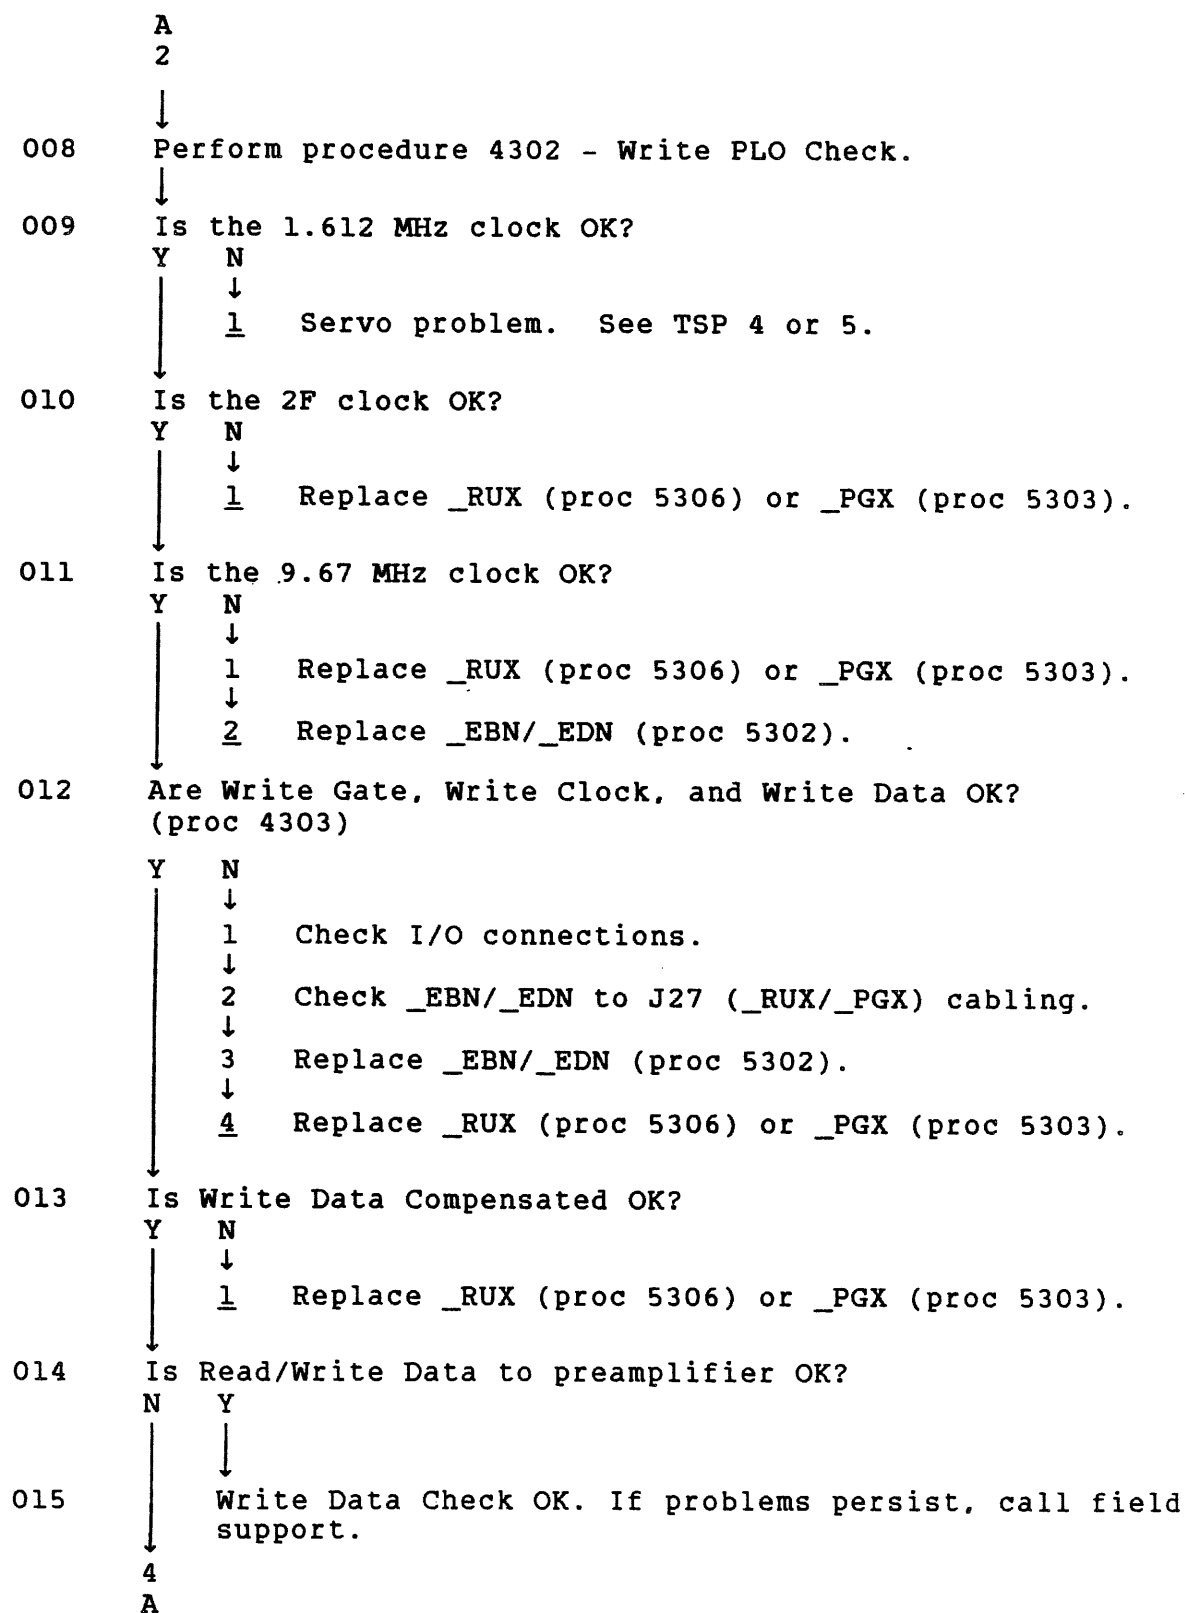 A
2
008 Perform procedure 4302 - Write PLO Check.
009 Is the 1.612 MHz clock OK?
Y N
1 Servo problem. See TSP 4 or 5.
010 Is the 2F clock OK?
Y N
1 Replace _RUX (proc 5306) or _PGX (proc 5303).
011 Is the 9.67 MHz clock OK?
Y N
1 Replace _RUX (proc 5306) or _PGX (proc 5303).
2 Replace _EBN/_EDN (proc 5302).
012 Are Write Gate, Write Clock, and Write Data OK?
(proc 4303)
Y N
1 Check I/O connections.
2 Check _EBN/_EDN to J27 (_RUX/_PGX) cabling.
3 Replace _EBN/_EDN (proc 5302).
4 Replace _RUX (proc 5306) or _PGX (proc 5303).
013 Is Write Data Compensated OK?
Y N
1 Replace _RUX (proc 5306) or _PGX (proc 5303).
014 Is Read/Write Data to preamplifier OK?
N Y
015 Write Data Check OK. If problems persist, call field
support.
4
A